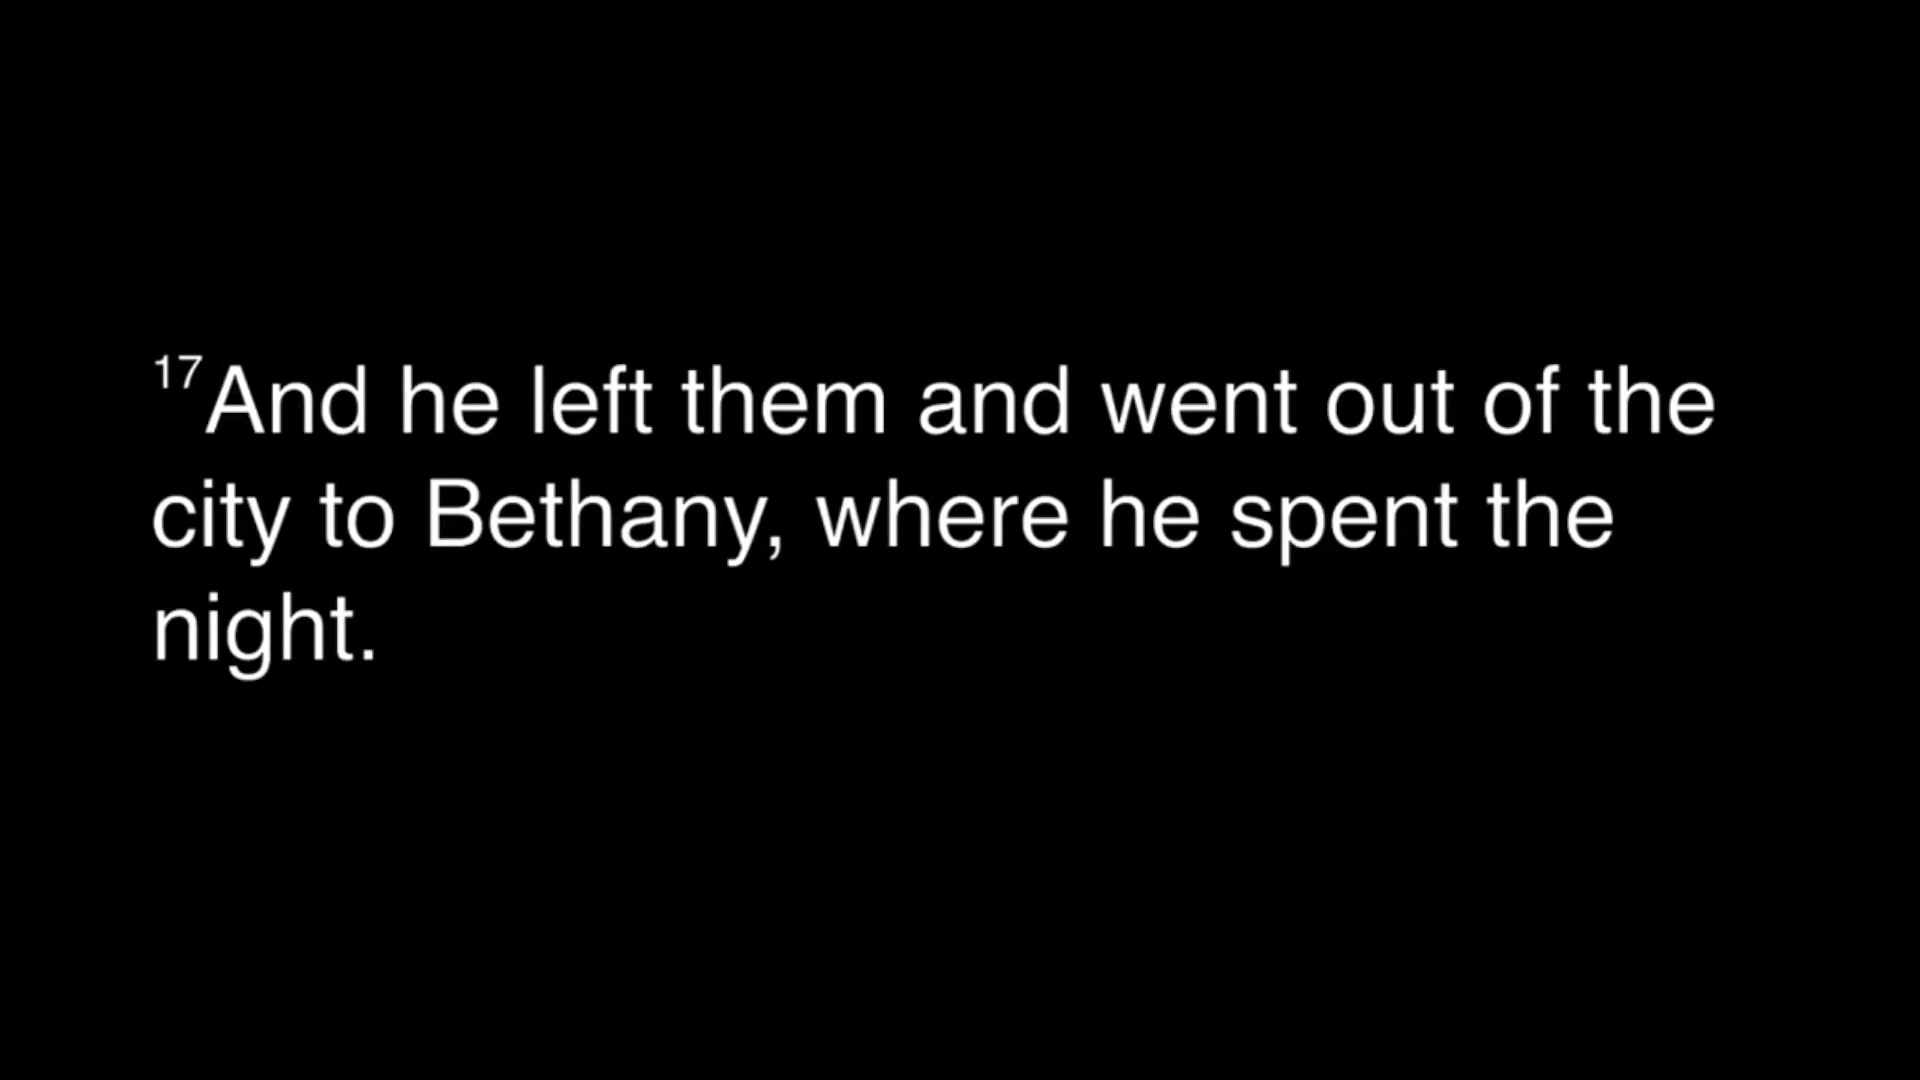 17And he left them and went out of the
city to Bethany, where he spent the
night.